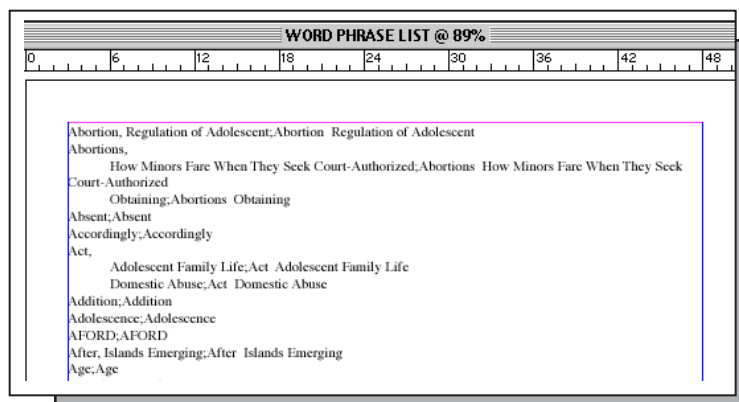 WORD PHRASE LIST @ 89%
0 6 12 18 24 30 36 42 48
Abortion, Regulation of Adolescent;Abortion  Regulation of Adolescent
Abortions,
How Minors Fare When They Seek Court-Authorized;Abortions  How Minors Fare When They Seek
Court-Authorized
Obtaining;Abortions  Obtaining
Absent;Absent
Accordingly;Accordingly
Act,
Adolescent Family Life;Act  Adolescent Family Life
Domestic Abuse;Act  Domestic Abuse
Addition;Addition
Adolescence;Adolescence
AFORD;AFORD
After, Islands Emerging;After  Islands Emerging
Age;Age